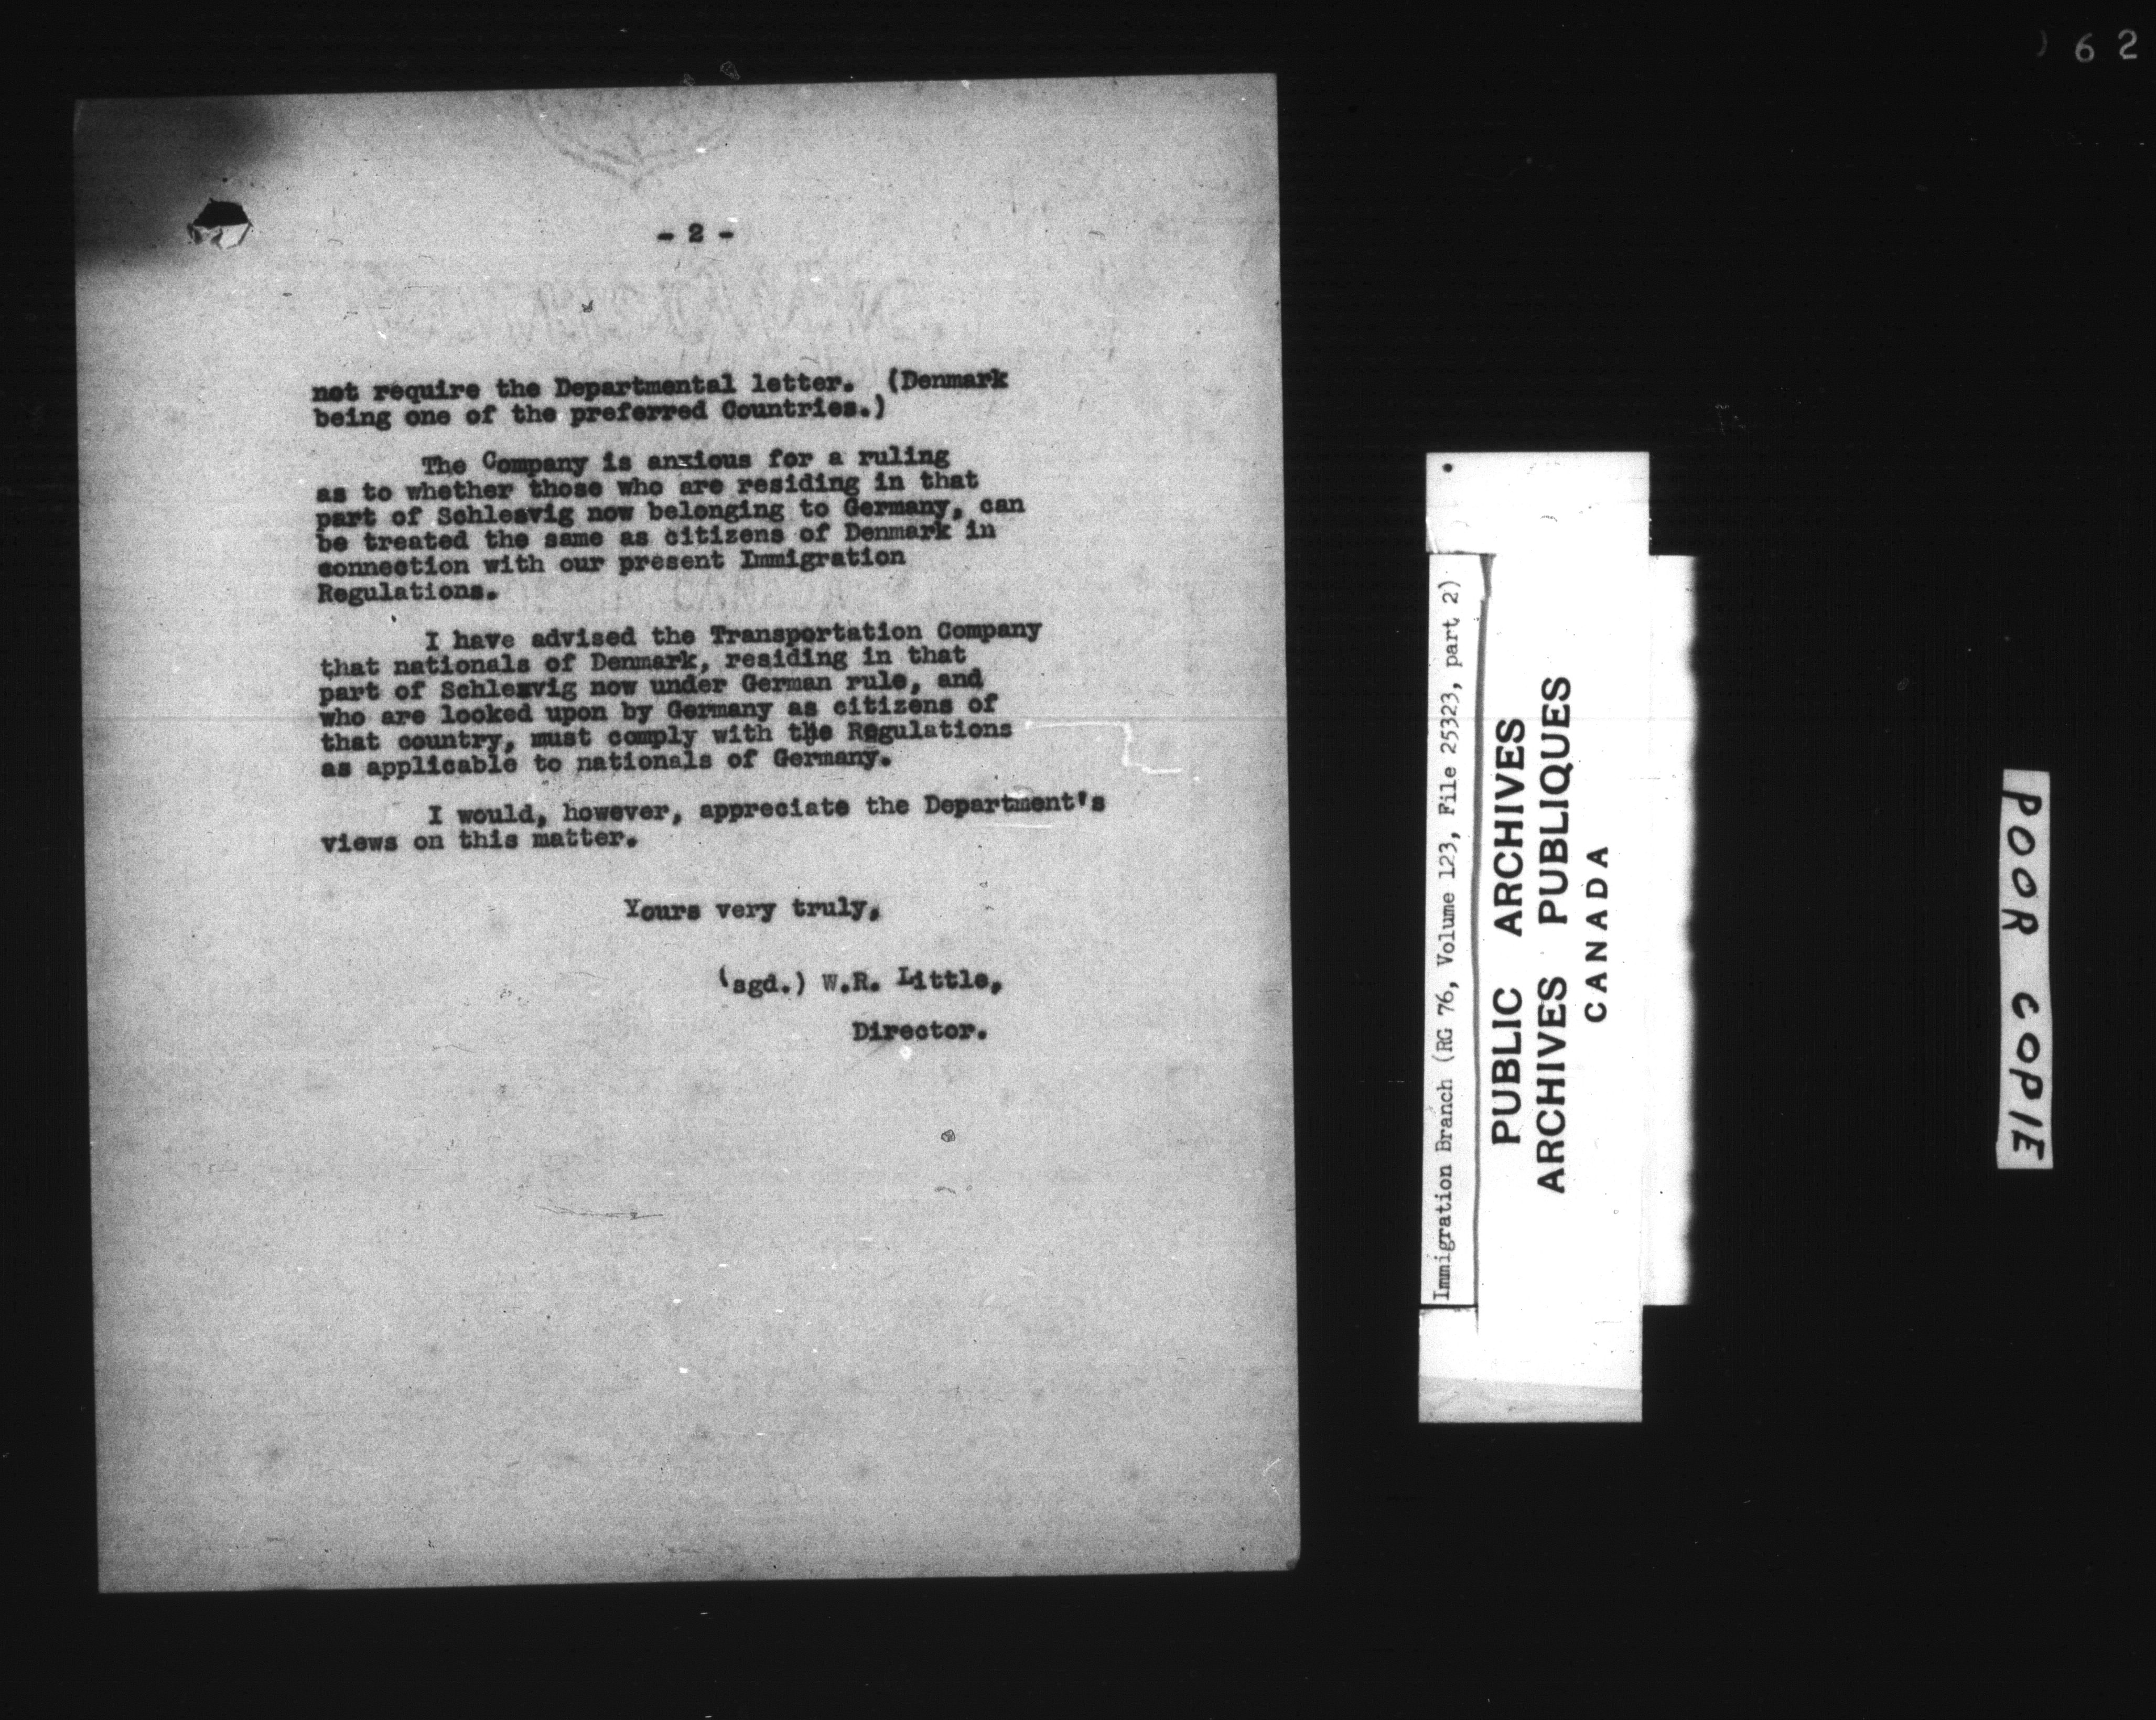 62
- 2 -
not require the Departmental letter. (Denmark
being one of the preferred Countries.)
The Company is anxious for a ruling
as to whether those who are residing in that
part of Schlesvig now belonging to Germany, can
be treated the same as citizens of Denmark in
connection with our present Immigration
Regulations.
I have advised the Transportation Company
that nationals of Denmark, residing in that
part of Schlesvig now under German rule, and
who are looked upon by Germany as citizens of
that country, must comply with the Regulations
as applicable to nationals of Germany.
I would, however, appreciate the Department's
views on this matter.
Yours very truly,
(sgd.) W.R. Little,
Director.
Immigration Branch (RG 76, Volume 123, File 25323, part 2)
PUBLIC ARCHIVES
ARCHIVES PUBLIQUES
CANADA
POOR COPIE